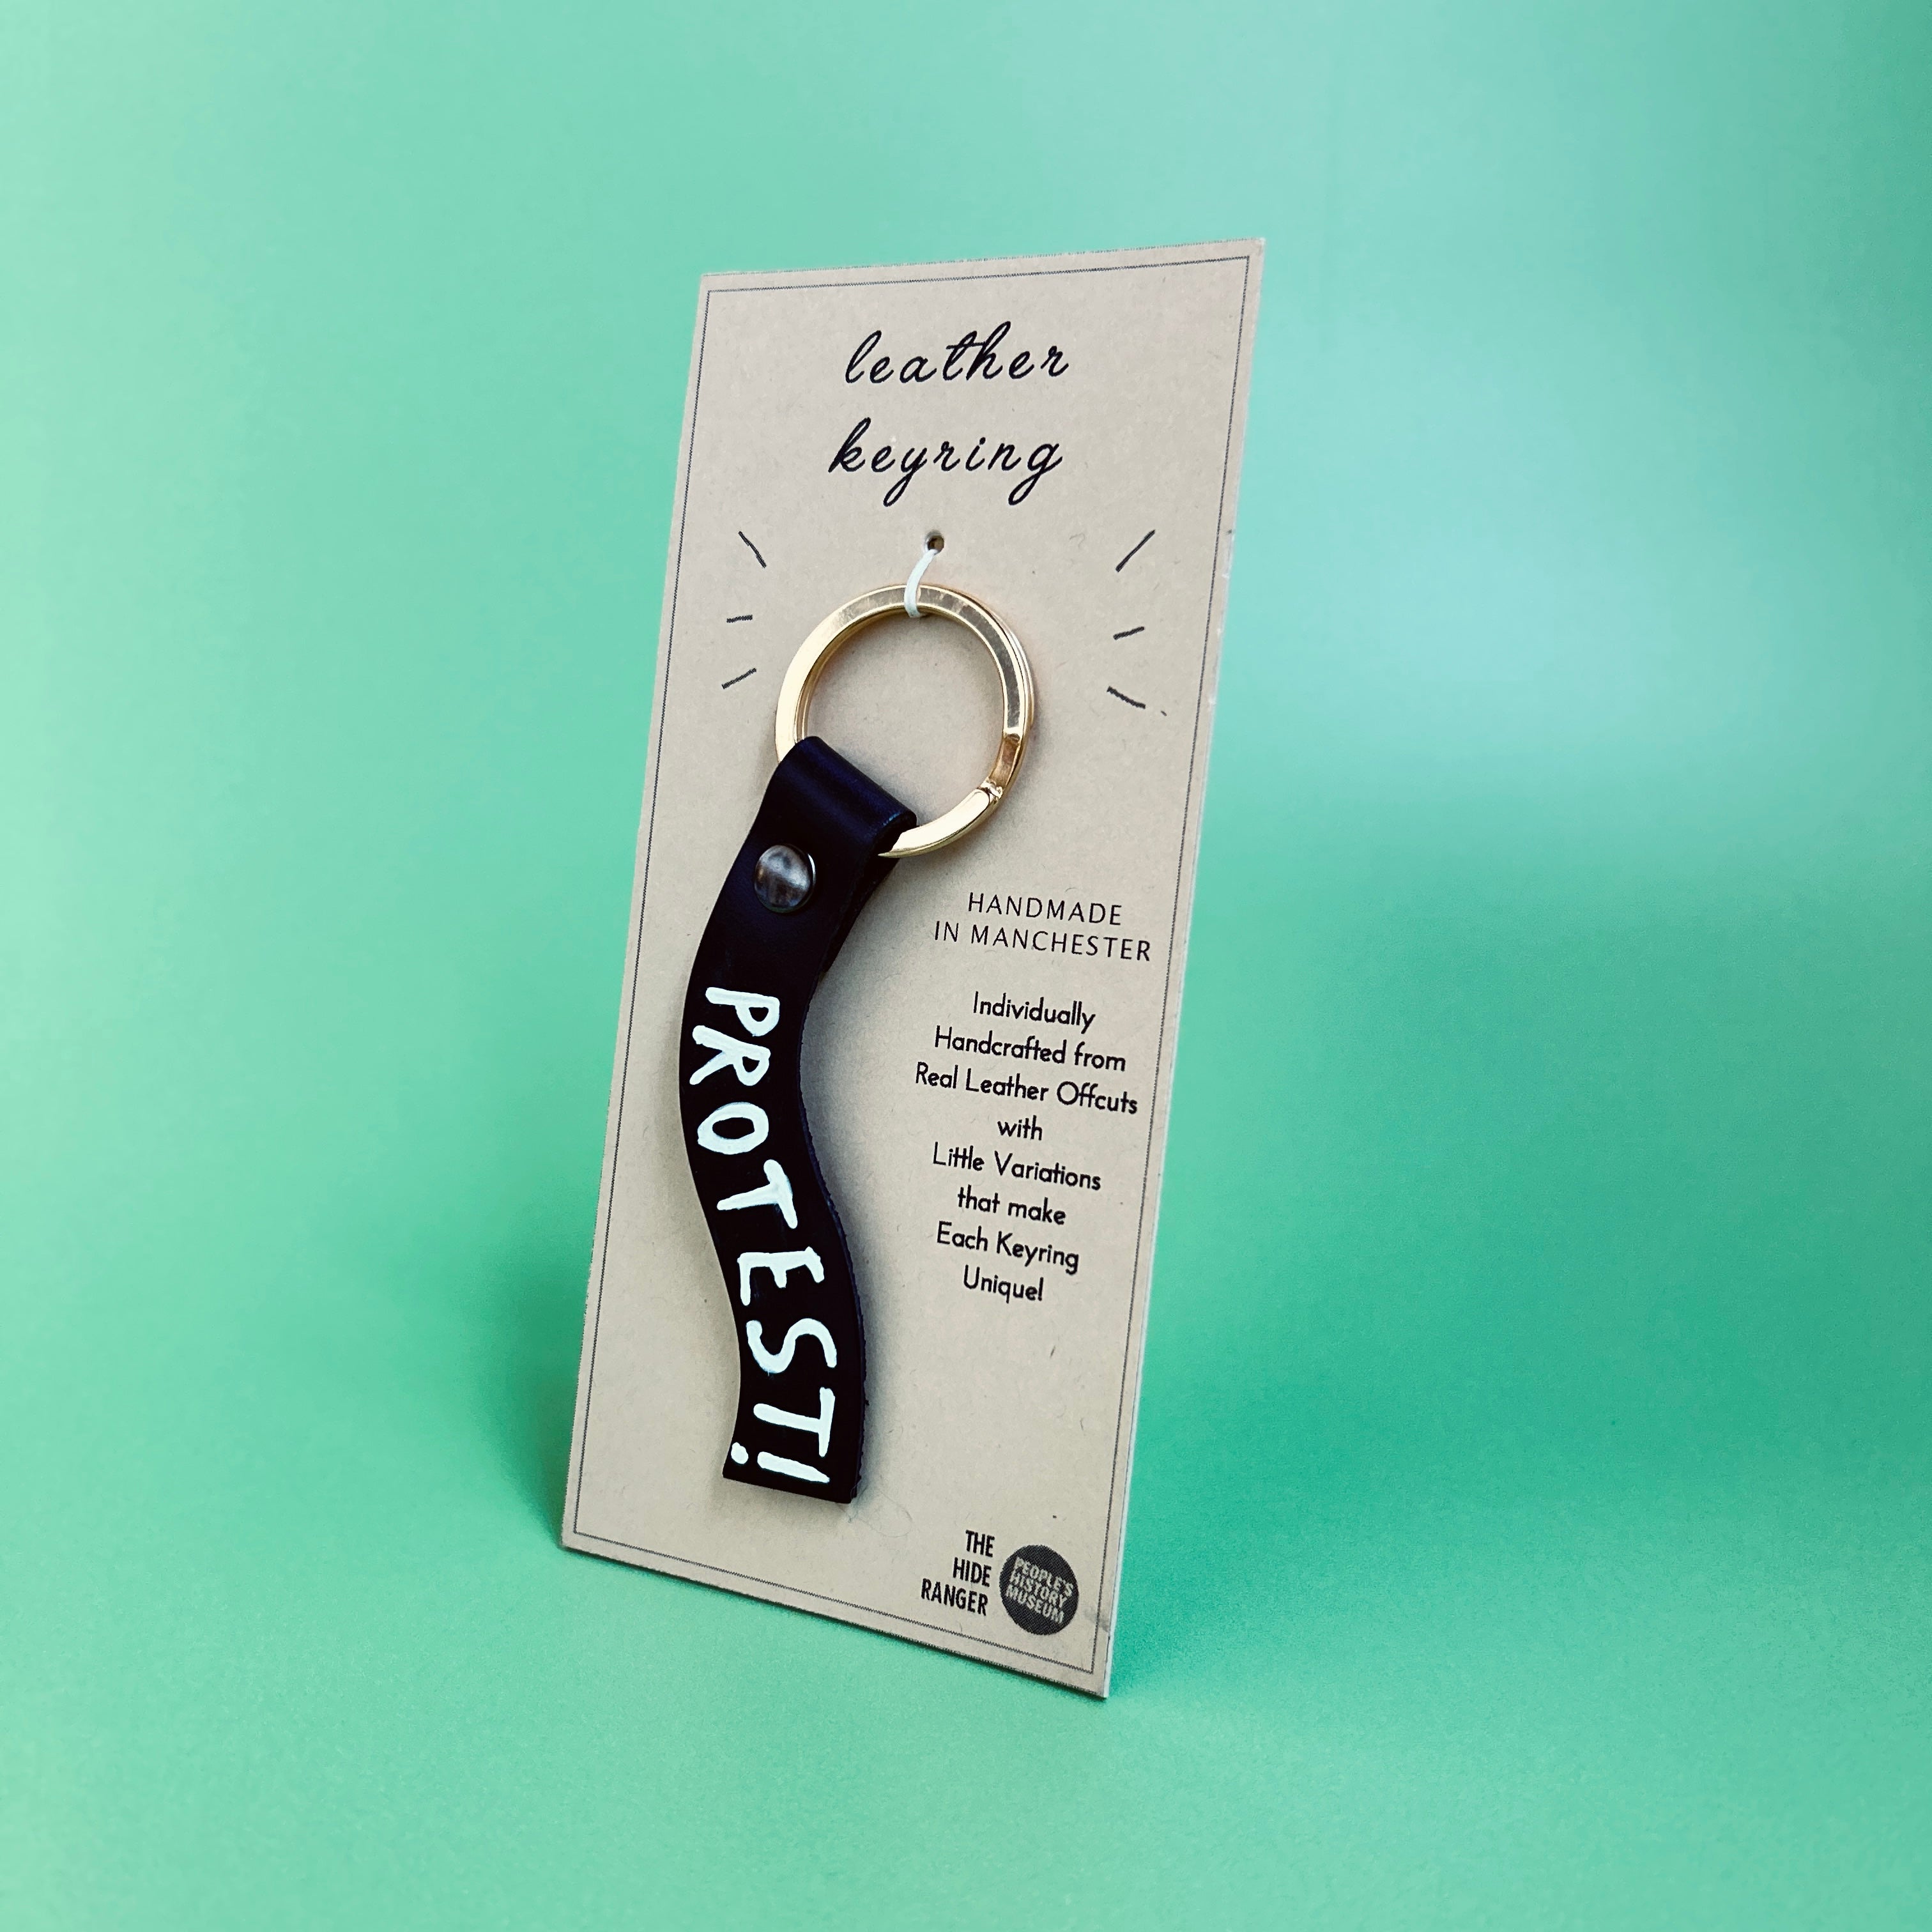 leather
keyring
HANDMADE
IN MANCHESTER
Individually
Handcrafted from
Real Leather Offcuts
with
Little Variations
that make
Each Keyring
Unique!
PROTEST!
THE
HIDE
RANGER
PEOPLE'S
HISTORY
MUSEUM